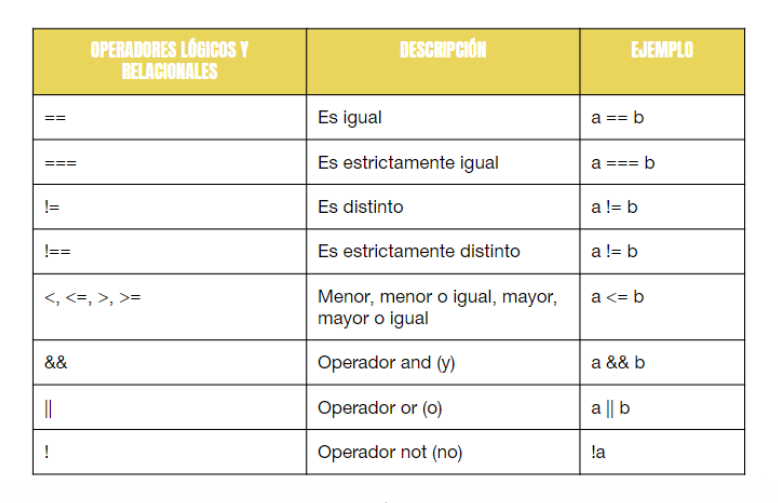 OPERADORES LÓGICOS Y
RELACIONALES
DESCRIPCIÓN
EJEMPLO
==
Es igual
a == b
===
Es estrictamente igual
a === b
!=
Es distinto
a != b
!==
Es estrictamente distinto
a != b
<, <=, >, >=
Menor, menor o igual, mayor,
mayor o igual
a <= b
&&
Operador and (y)
a && b
||
Operador or (o)
a || b
!
Operador not (no)
!a